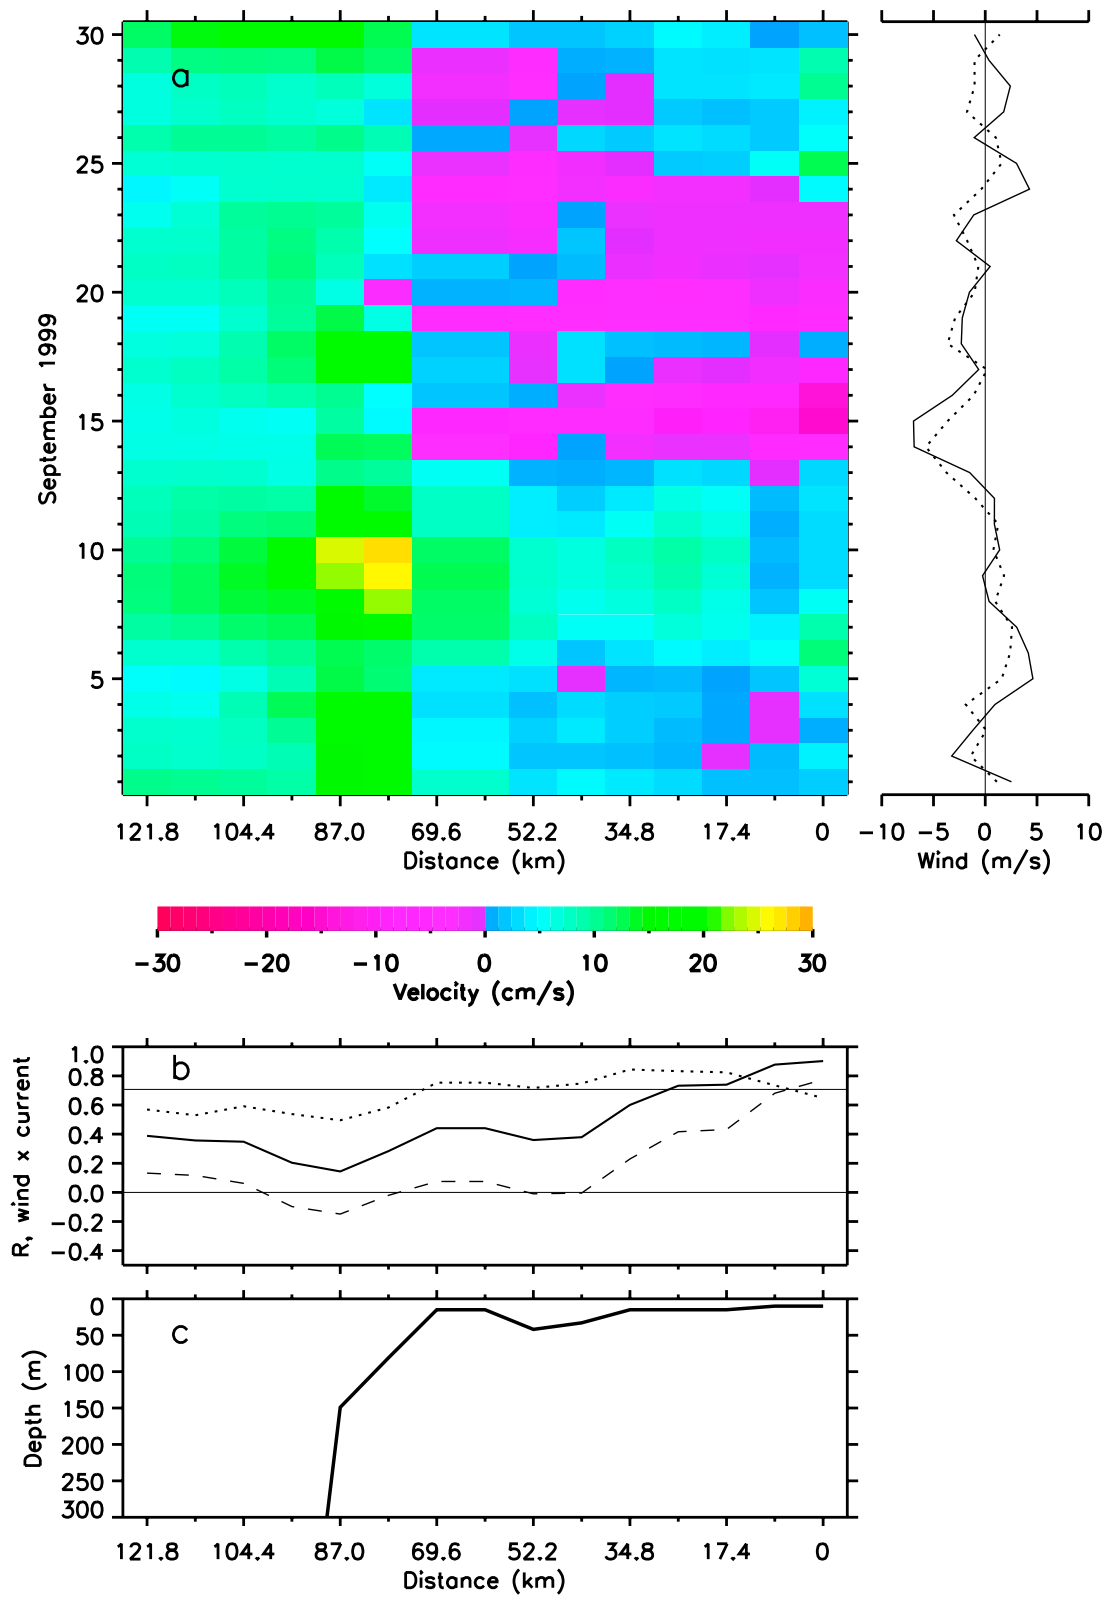 a
30
25
20
15
10
5
September 1999
121.8 104.4 87.0 69.6 52.2 34.8 17.4 0
Distance (km)
-10 -5 0 5 10
Wind (m/s)
-30 -20 -10 0 10 20 30
Velocity (cm/s)
b
1.0
0.8
0.6
0.4
0.2
0.0
-0.2
-0.4
R, wind x current
c
0
50
100
150
200
250
300
Depth (m)
121.8 104.4 87.0 69.6 52.2 34.8 17.4 0
Distance (km)